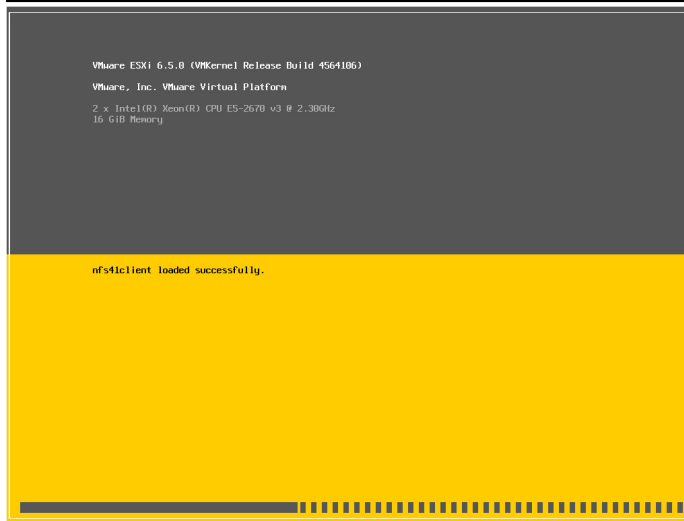 VMware ESXi 6.5.0 (VMKernel Release Build 4564106)
VMware, Inc. VMware Virtual Platform
2 x Intel(R) Xeon(R) CPU E5-2670 v3 @ 2.30GHz
16 GiB Memory
nfs41client loaded successfully.